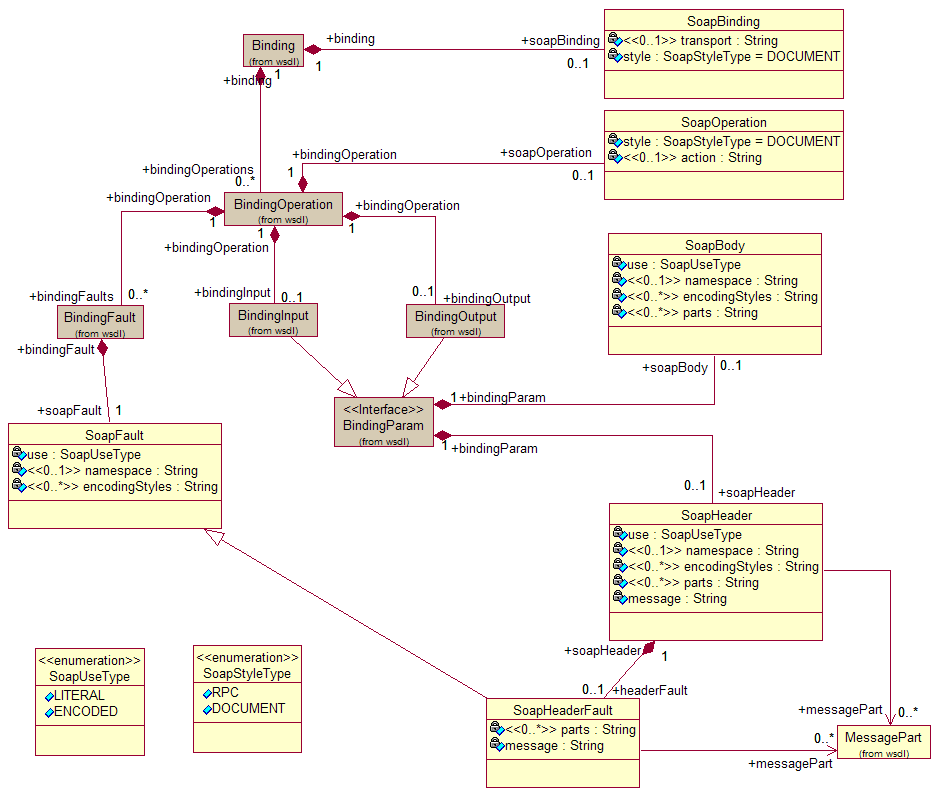 SoapBinding
<<0..1>> transport : String
style : SoapStyleType = DOCUMENT
Binding
(from wsdl)
+binding
1
+soapBinding
0..1
+binding
1
SoapOperation
style : SoapStyleType = DOCUMENT
<<0..1>> action : String
+bindingOperations
0..*
+bindingOperation
1
+soapOperation
0..1
BindingOperation
(from wsdl)
+bindingOperation
1
+bindingOperation
1
+bindingOperation
1
SoapBody
use : SoapUseType
<<0..1>> namespace : String
<<0..*>> encodingStyles : String
<<0..*>> parts : String
+bindingFaults
0..*
+bindingInput
0..1
0..1
+bindingOutput
BindingFault
(from wsdl)
BindingInput
(from wsdl)
BindingOutput
(from wsdl)
+bindingFault
+soapFault
1
+soapBody
0..1
<<Interface>>
BindingParam
(from wsdl)
1
+bindingParam
1
+bindingParam
SoapFault
use : SoapUseType
<<0..1>> namespace : String
<<0..*>> encodingStyles : String
0..1
+soapHeader
SoapHeader
use : SoapUseType
<<0..1>> namespace : String
<<0..*>> encodingStyles : String
<<0..*>> parts : String
message : String
+soapHeader
1
0..1
+headerFault
<<enumeration>>
SoapUseType
LITERAL
ENCODED
<<enumeration>>
SoapStyleType
RPC
DOCUMENT
SoapHeaderFault
<<0..*>> parts : String
message : String
+messagePart
0..*
0..*
+messagePart
MessagePart
(from wsdl)